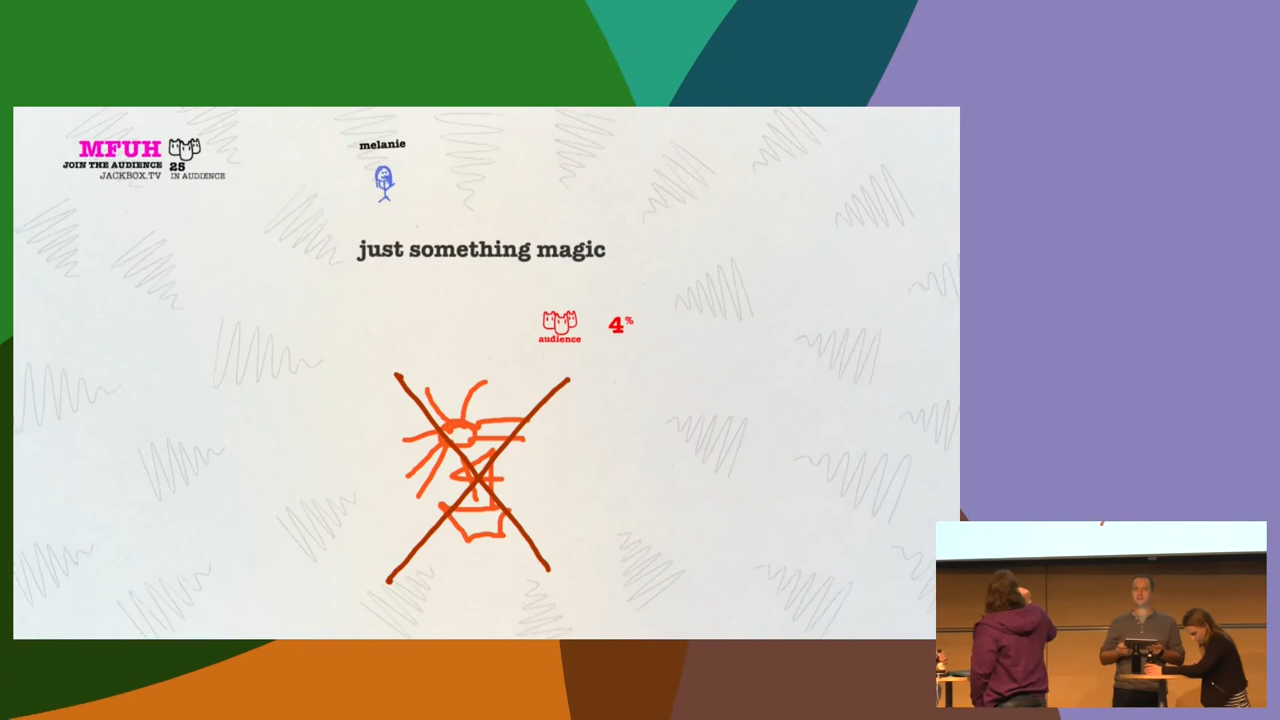 MFUH
JOIN THE AUDIENCE
JACKBOX.TV
25
IN AUDIENCE
melanie
just something magic
audience
4%